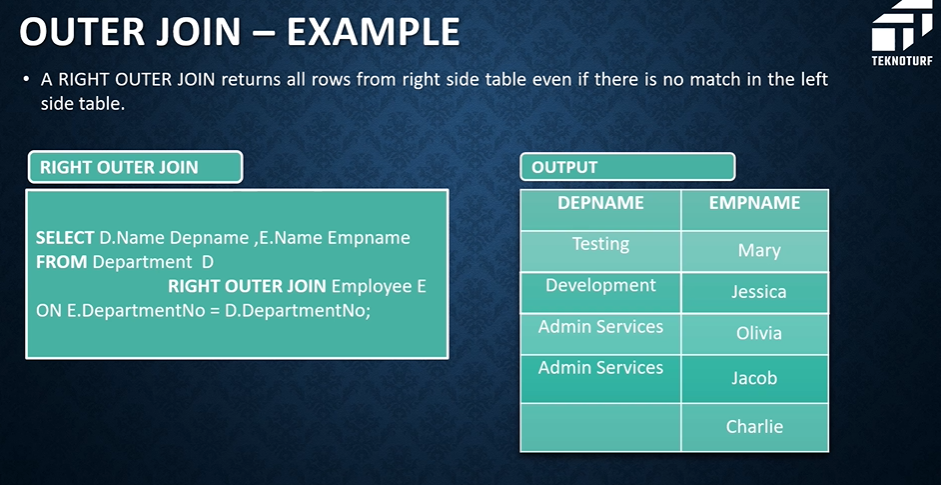 OUTER JOIN – EXAMPLE
TEKNOTURF
• A RIGHT OUTER JOIN returns all rows from right side table even if there is no match in the left
side table.
RIGHT OUTER JOIN
SELECT D.Name Depname ,E.Name Empname
FROM Department D
RIGHT OUTER JOIN Employee E
ON E.DepartmentNo = D.DepartmentNo;
OUTPUT
DEPNAME EMPNAME
Testing Mary
Development Jessica
Admin Services Olivia
Admin Services Jacob
Charlie